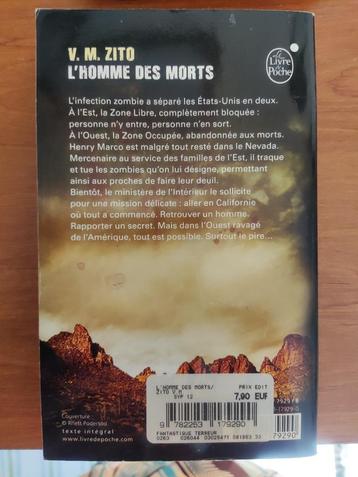 V. M. ZITO
L'HOMME DES MORTS
Le
Livre
de
Poche
L'infection zombie a séparé les États-Unis en deux.
À l'Est, la Zone Libre, complètement bloquée :
personne n'y entre, personne n'en sort.
À l'Ouest, la Zone Occupée, abandonnée aux morts.
Henry Marco est malgré tout resté dans le Nevada.
Mercenaire au service des familles de l'Est, il traque
et tue les zombies qu'on lui désigne, permettant
ainsi aux proches de faire leur deuil.
Bientôt, le ministère de l'Intérieur le sollicite
pour une mission délicate : aller en Californie
où tout a commencé. Retrouver un homme.
Rapporter un secret. Mais dans l'Ouest ravagé
de l'Amérique, tout est possible. Surtout le pire...
L'HOMME DES MORTS/ PRIX EDIT
ZITO V M
SYP 12 7,90 EUR
9 782253 179290
FANTASTIQUE TERREUR
79290
Couverture :
texte intégral
www.livredepoche.com